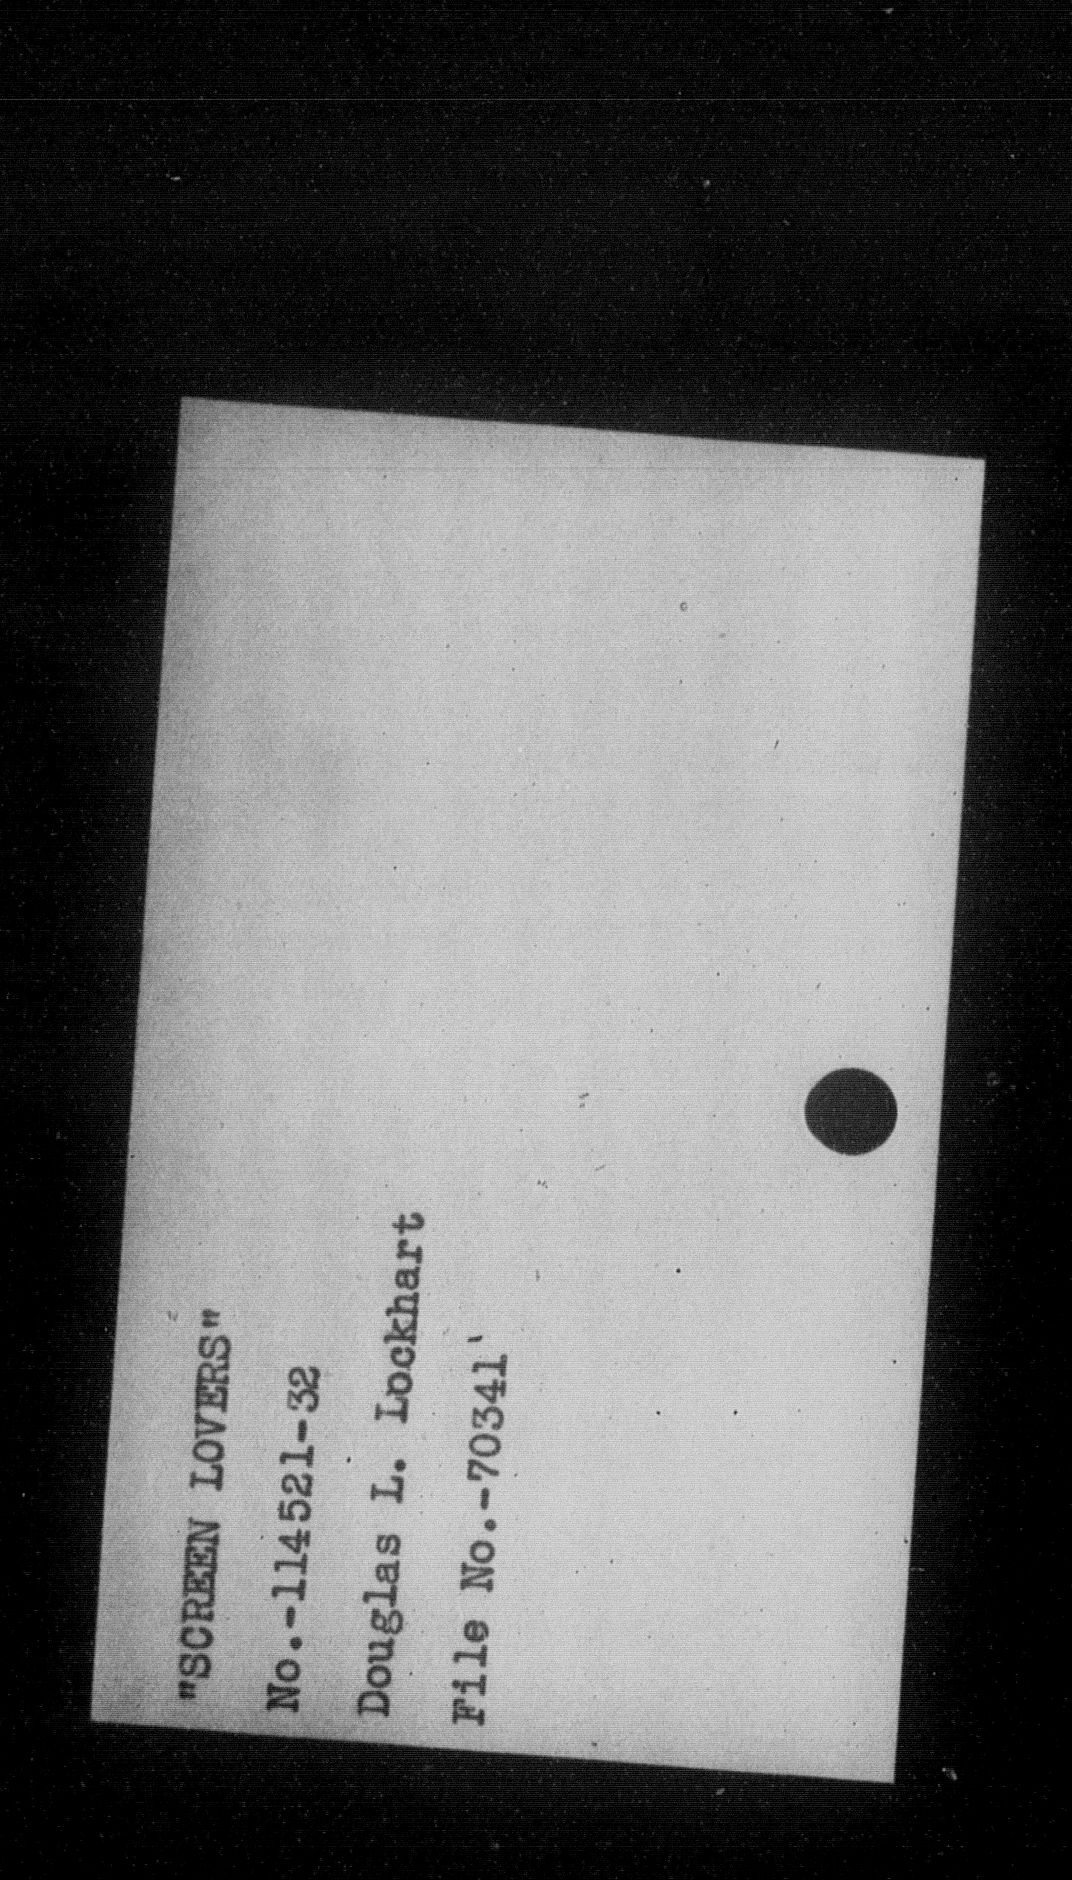 "SCREEN LOVERS"
No.-114521-32
Douglas L. Lockhart
File No.-70341